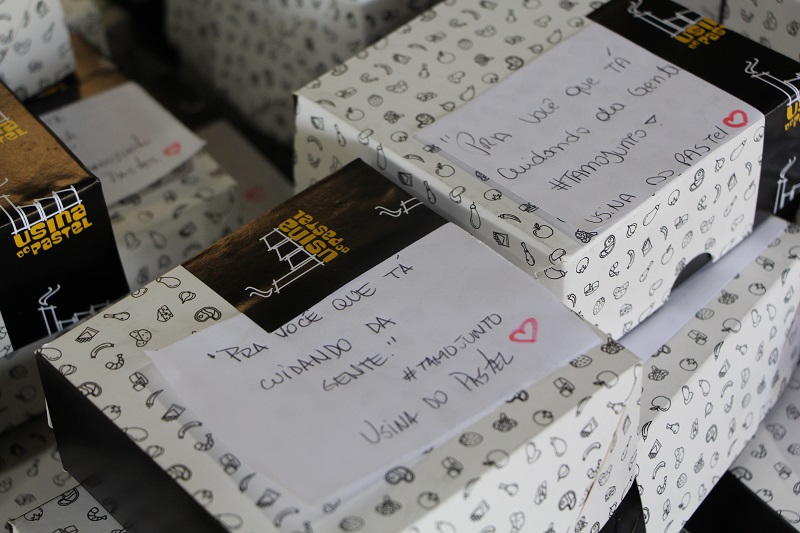 USINA
DO PASTEL
"PRA VOCÊ QUE TÁ
Cuidando da Gente
#TAMOJUNTO
USINA DO PASTEL
USINA
DO PASTEL
USINA
DO PASTEL
"PRA VOCÊ QUE TÁ
CUIDANDO DA
GENTE."
#TAMOJUNTO
USINA DO PASTEL